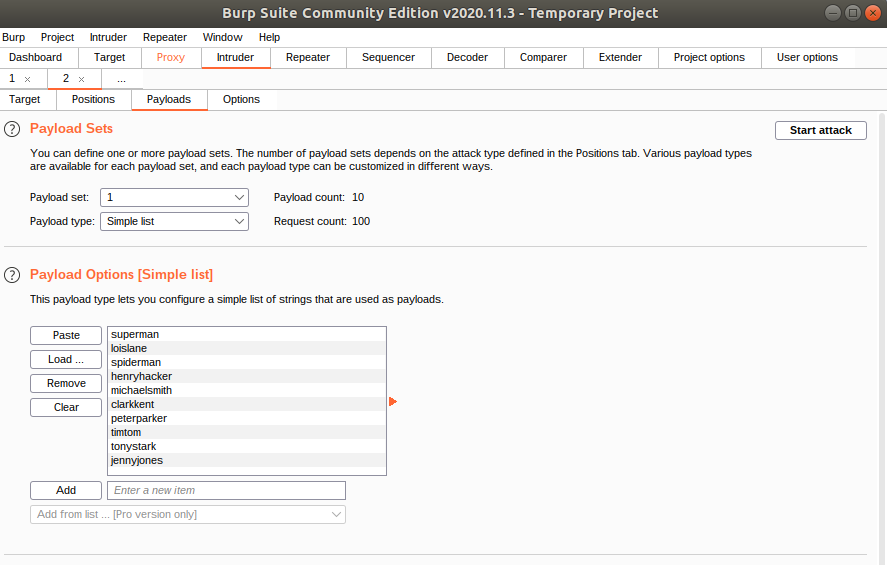 Burp Suite Community Edition v2020.11.3 - Temporary Project
Burp Project Intruder Repeater Window Help
Dashboard Target Proxy Intruder Repeater Sequencer Decoder Comparer Extender Project options User options
1 × 2 × ...
Target Positions Payloads Options
? Payload Sets Start attack
You can define one or more payload sets. The number of payload sets depends on the attack type defined in the Positions tab. Various payload types
are available for each payload set, and each payload type can be customized in different ways.
Payload set: 1 Payload count: 10
Payload type: Simple list Request count: 100
? Payload Options [Simple list]
This payload type lets you configure a simple list of strings that are used as payloads.
Paste superman
loislane
Load ... spiderman
henryhacker
Remove michaelsmith
Clear clarkkent
peterparker
timtom
tonystark
jennyjones
Add Enter a new item
Add from list ... [Pro version only]